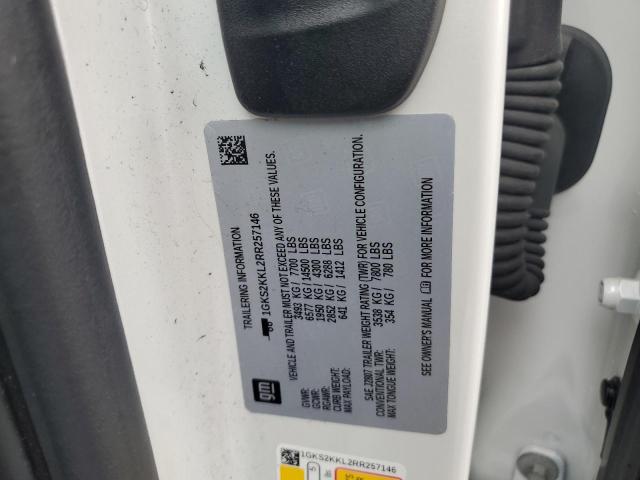 TRAILERING INFORMATION
1GKS2KKL2RR257146
VEHICLE AND TRAILER MUST NOT EXCEED ANY OF THESE VALUES.
GVWR: 3493 KG / 7700 LBS
GCWR: 6577 KG / 14500 LBS
RGAWR: 1950 KG / 4300 LBS
CURB WEIGHT: 2852 KG / 6288 LBS
MAX PAYLOAD: 641 KG / 1412 LBS
SAE J2807 TRAILER WEIGHT RATING (TWR) FOR VEHICLE CONFIGURATION.
CONVENTIONAL TWR: 3538 KG / 7800 LBS
MAX TONGUE WEIGHT: 354 KG / 780 LBS
SEE OWNER'S MANUAL FOR MORE INFORMATION
gm
1GKS2KKL2RR257146